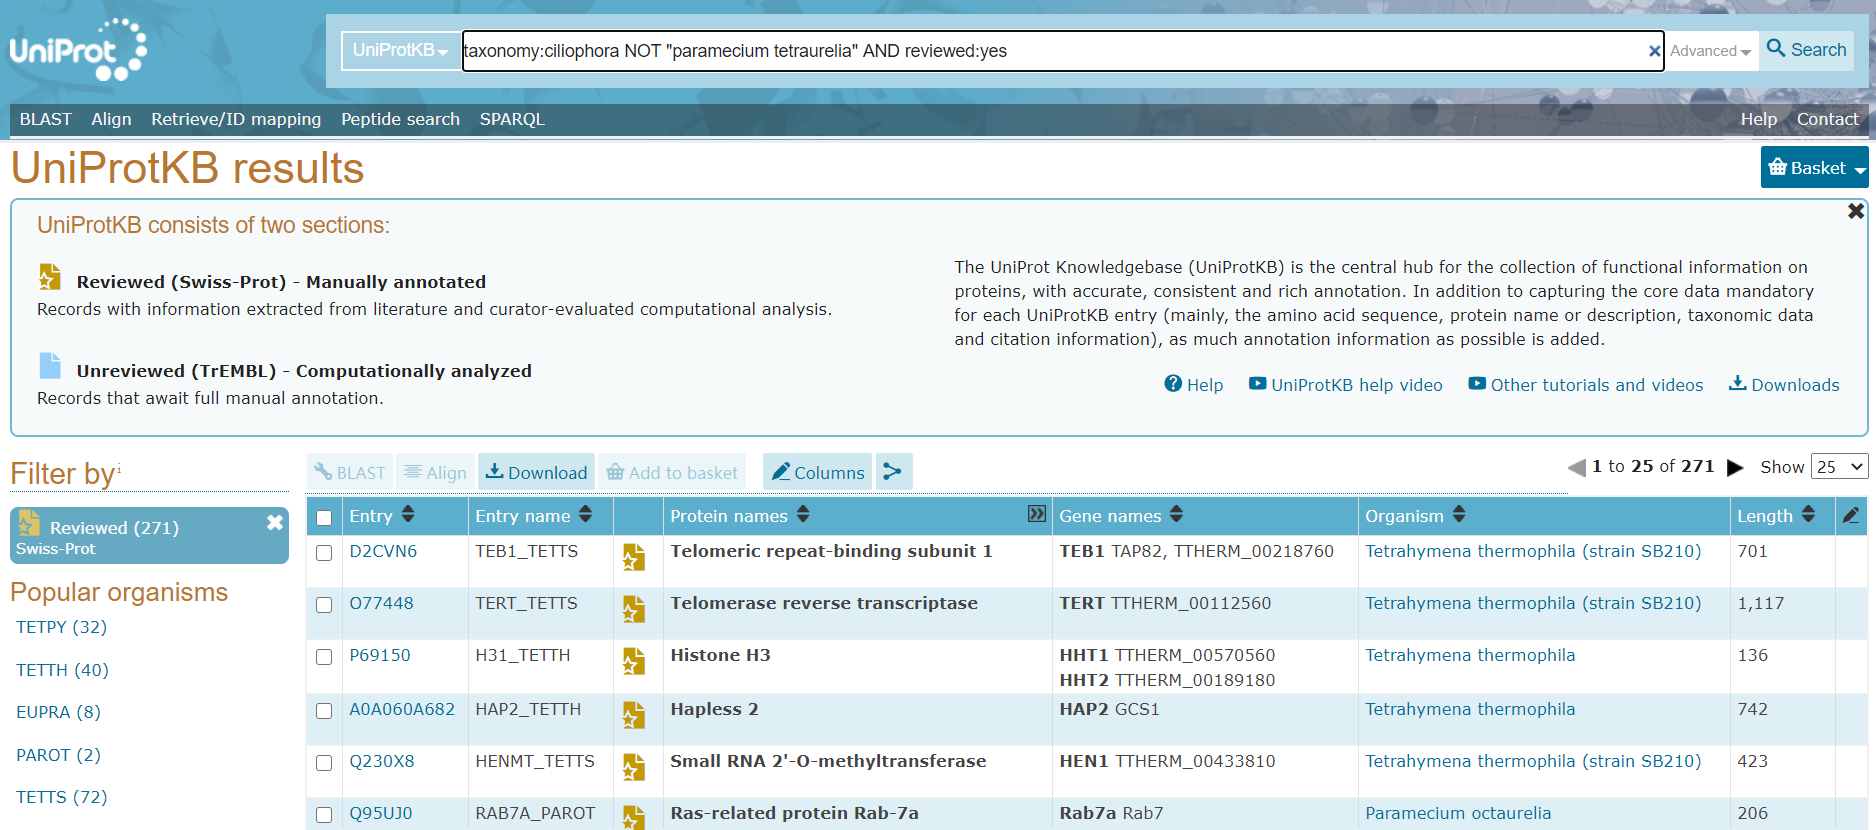 UniProt
UniProtKB
taxonomy:ciliophora NOT "paramecium tetraurelia" AND reviewed:yes
Advanced
Search
BLAST Align Retrieve/ID mapping Peptide search SPARQL
Help Contact
UniProtKB results
Basket
UniProtKB consists of two sections:
Reviewed (Swiss-Prot) - Manually annotated
Records with information extracted from literature and curator-evaluated computational analysis.
Unreviewed (TrEMBL) - Computationally analyzed
Records that await full manual annotation.
The UniProt Knowledgebase (UniProtKB) is the central hub for the collection of functional information on
proteins, with accurate, consistent and rich annotation. In addition to capturing the core data mandatory
for each UniProtKB entry (mainly, the amino acid sequence, protein name or description, taxonomic data
and citation information), as much annotation information as possible is added.
Help UniProtKB help video Other tutorials and videos Downloads
Filter by i
Reviewed (271)
Swiss-Prot
Popular organisms
TETPY (32)
TETTH (40)
EUPRA (8)
PAROT (2)
TETTS (72)
BLAST Align Download Add to basket Columns
1 to 25 of 271 Show 25
Entry Entry name Protein names Gene names Organism Length
D2CVN6 TEB1_TETTS Telomeric repeat-binding subunit 1 TEB1 TAP82, TTHERM_00218760 Tetrahymena thermophila (strain SB210) 701
O77448 TERT_TETTS Telomerase reverse transcriptase TERT TTHERM_00112560 Tetrahymena thermophila (strain SB210) 1,117
P69150 H31_TETTH Histone H3 HHT1 TTHERM_00570560 Tetrahymena thermophila 136
HHT2 TTHERM_00189180
A0A060A682 HAP2_TETTH Hapless 2 HAP2 GCS1 Tetrahymena thermophila 742
Q230X8 HENMT_TETTS Small RNA 2'-O-methyltransferase HEN1 TTHERM_00433810 Tetrahymena thermophila (strain SB210) 423
Q95UJ0 RAB7A_PAROT Ras-related protein Rab-7a Rab7a Rab7 Paramecium octaurelia 206